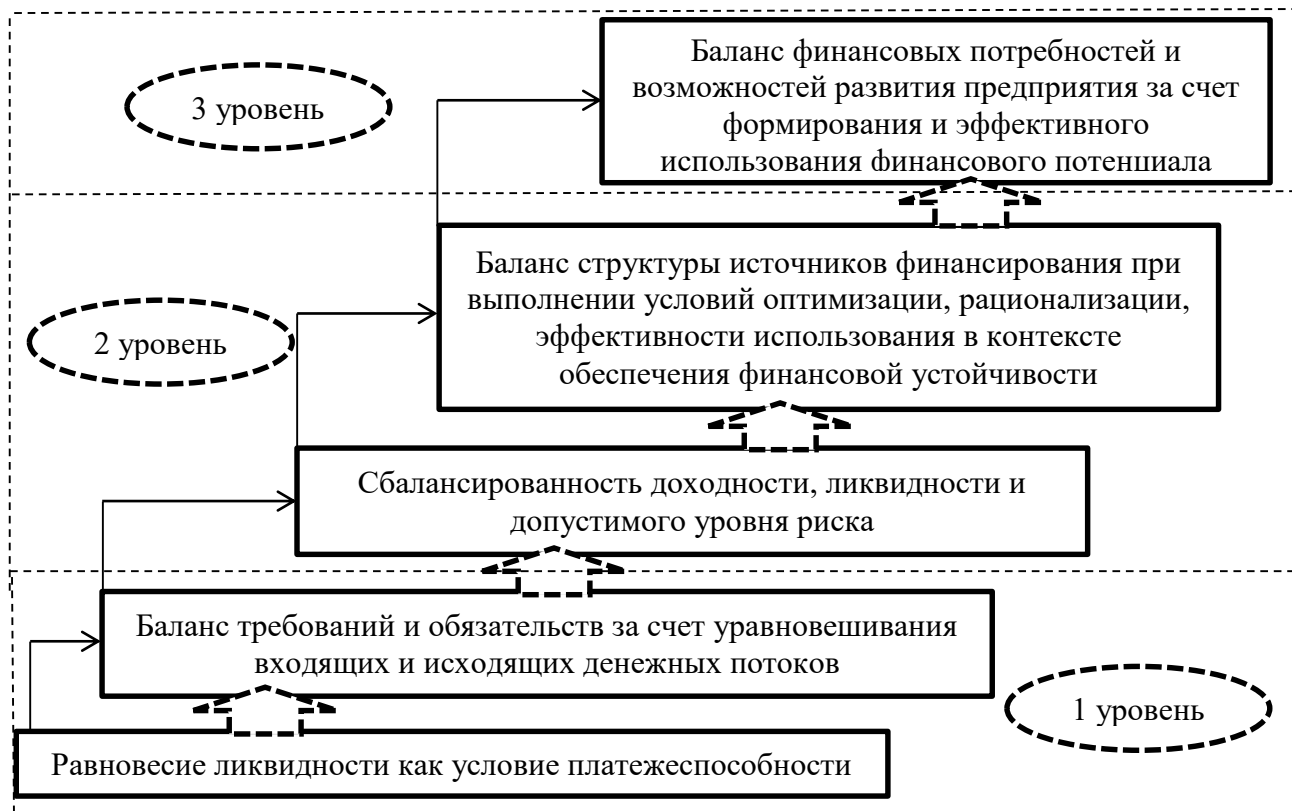 Баланс финансовых потребностей и
возможностей развития предприятия за счет
формирования и эффективного
использования финансового потенциала
3 уровень
Баланс структуры источников финансирования при
выполнении условий оптимизации, рационализации,
эффективности использования в контексте
обеспечения финансовой устойчивости
2 уровень
Сбалансированность доходности, ликвидности и
допустимого уровня риска
Баланс требований и обязательств за счет уравновешивания
входящих и исходящих денежных потоков
1 уровень
Равновесие ликвидности как условие платежеспособности